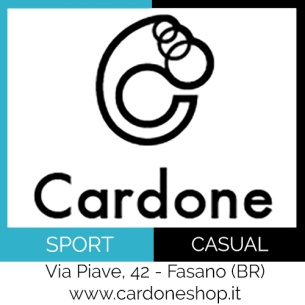 Cardone
SPORT CASUAL
Via Piave, 42 - Fasano (BR)
www.cardoneshop.it